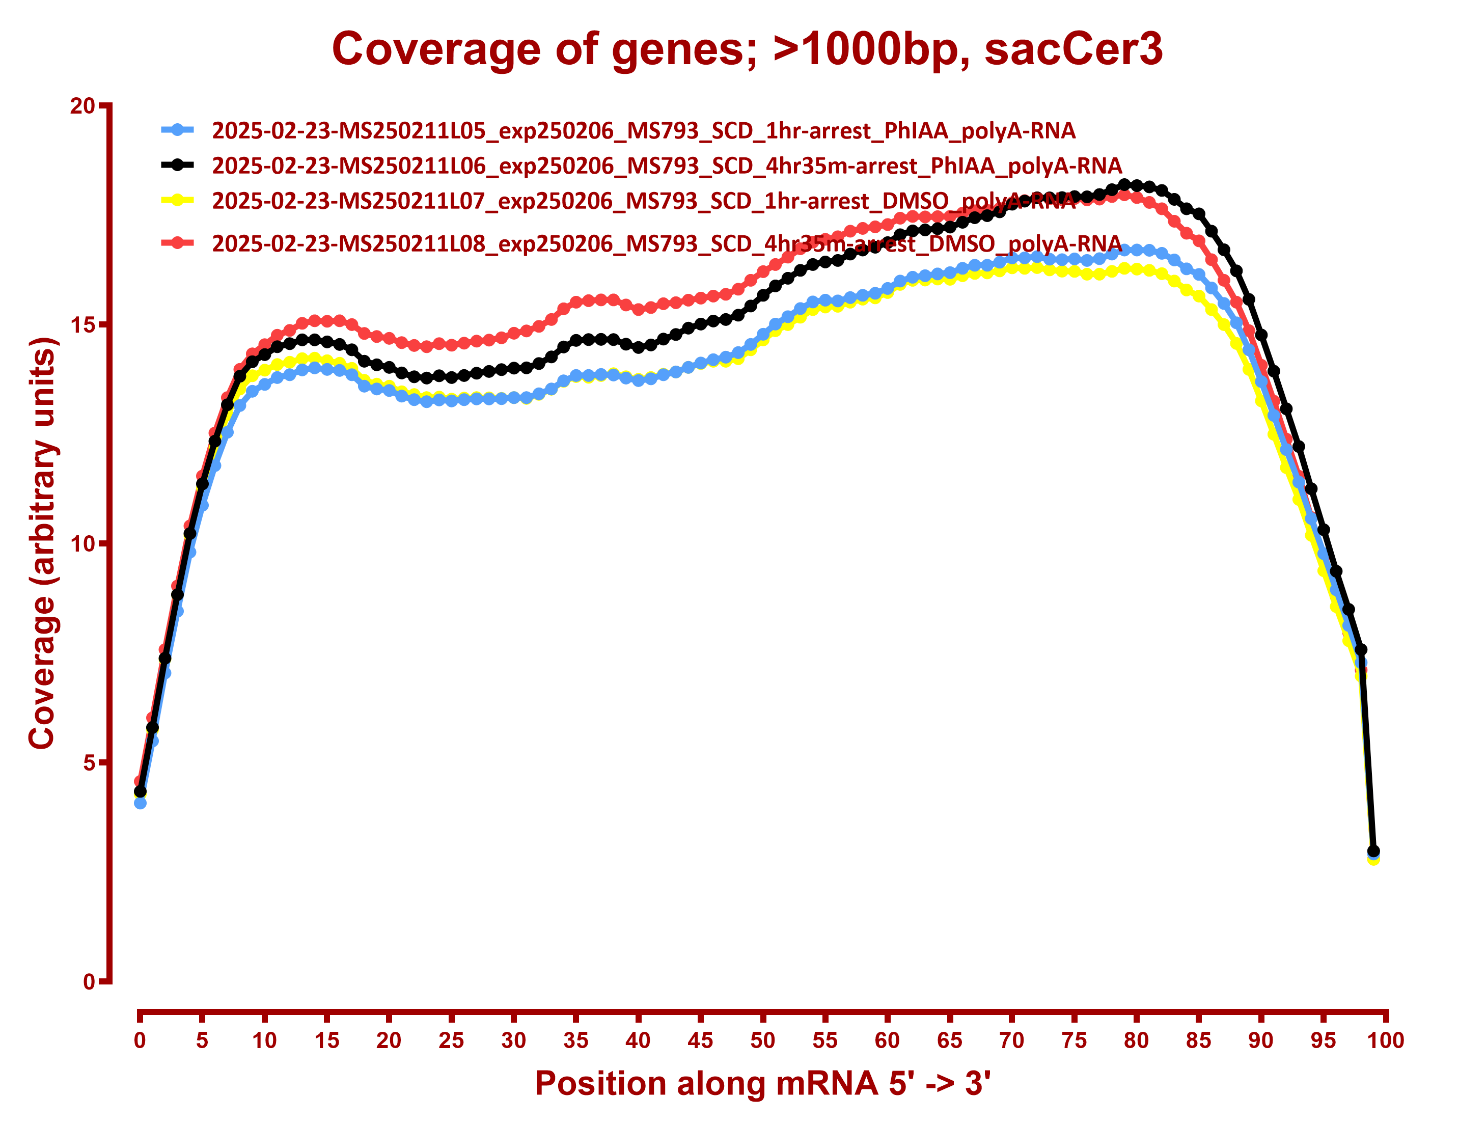 Coverage of genes; >1000bp, sacCer3
20
2025-02-23-MS250211L05_exp250206_MS793_SCD_1hr-arrest_PhIAA_polyA-RNA
2025-02-23-MS250211L06_exp250206_MS793_SCD_4hr35m-arrest_PhIAA_polyA-RNA
2025-02-23-MS250211L07_exp250206_MS793_SCD_1hr-arrest_DMSO_polyA-RNA
2025-02-23-MS250211L08_exp250206_MS793_SCD_4hr35m-arrest_DMSO_polyA-RNA
15
10
5
0
Coverage (arbitrary units)
0 5 10 15 20 25 30 35 40 45 50 55 60 65 70 75 80 85 90 95 100
Position along mRNA 5' -> 3'